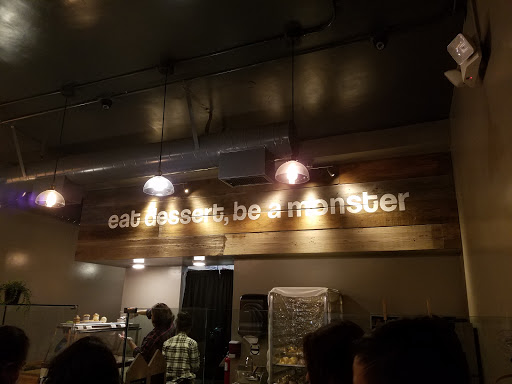 eat dessert, be a monster